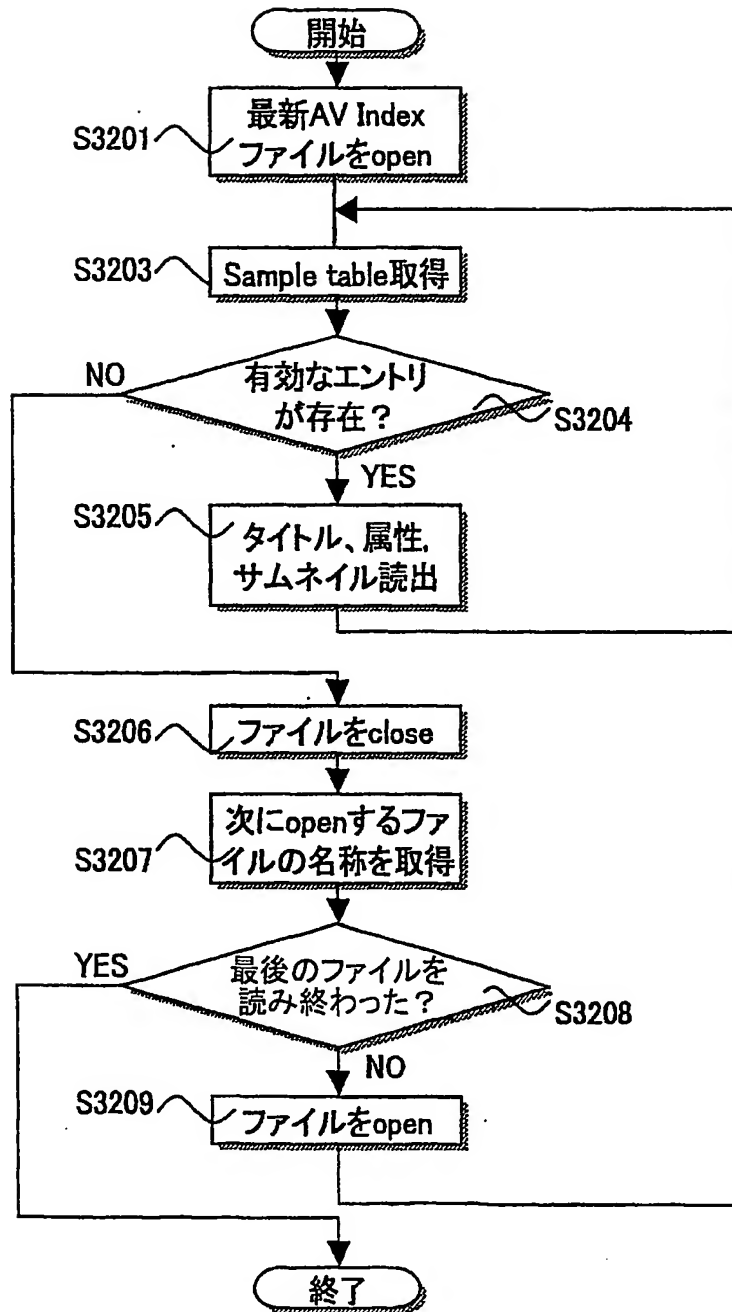 開始
S3201
最新AV Index
ファイルをopen
S3203
Sample table取得
NO
有効なエントリ
が存在？
S3204
YES
S3205
タイトル、属性,
サムネイル読出
S3206
ファイルをclose
S3207
次にopenするファ
イルの名称を取得
YES
最後のファイルを
読み終わった？
S3208
NO
S3209
ファイルをopen
終了